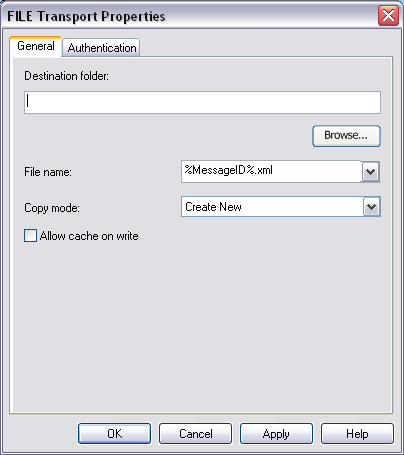 FILE Transport Properties
General
Authentication
Destination folder:
Browse...
File name:
%MessageID%.xml
Copy mode:
Create New
Allow cache on write
OK
Cancel
Apply
Help